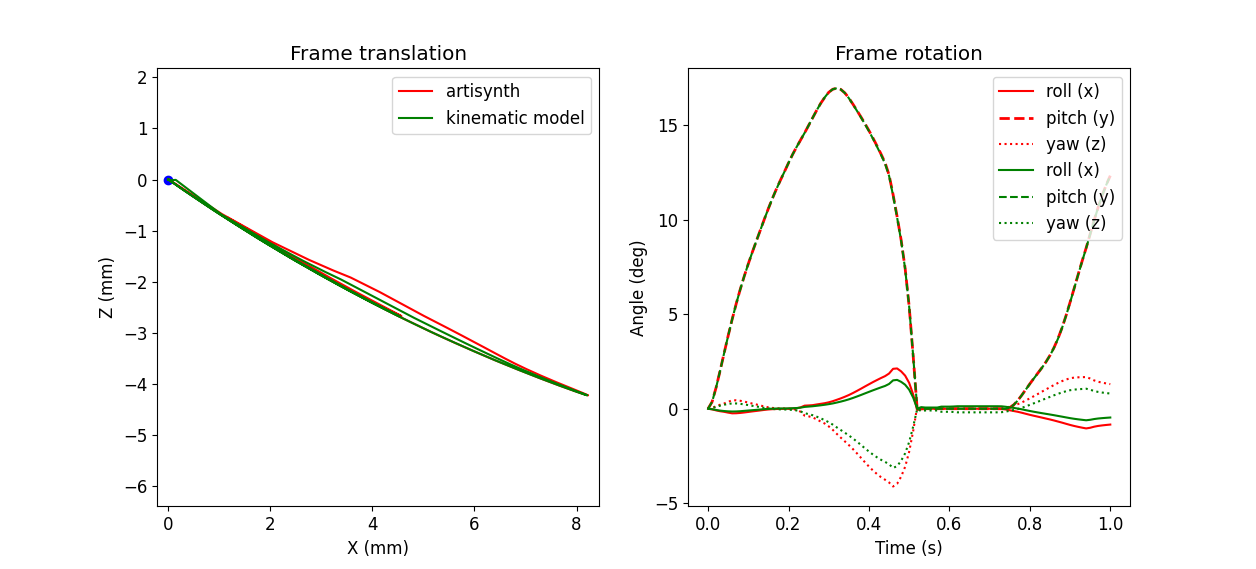 Frame translation
2
1
0
−1
−2
−3
−4
−5
−6
Z (mm)
0
2
4
6
8
X (mm)
artisynth
kinematic model
Frame rotation
15
10
5
0
−5
Angle (deg)
0.0
0.2
0.4
0.6
0.8
1.0
Time (s)
roll (x)
pitch (y)
yaw (z)
roll (x)
pitch (y)
yaw (z)